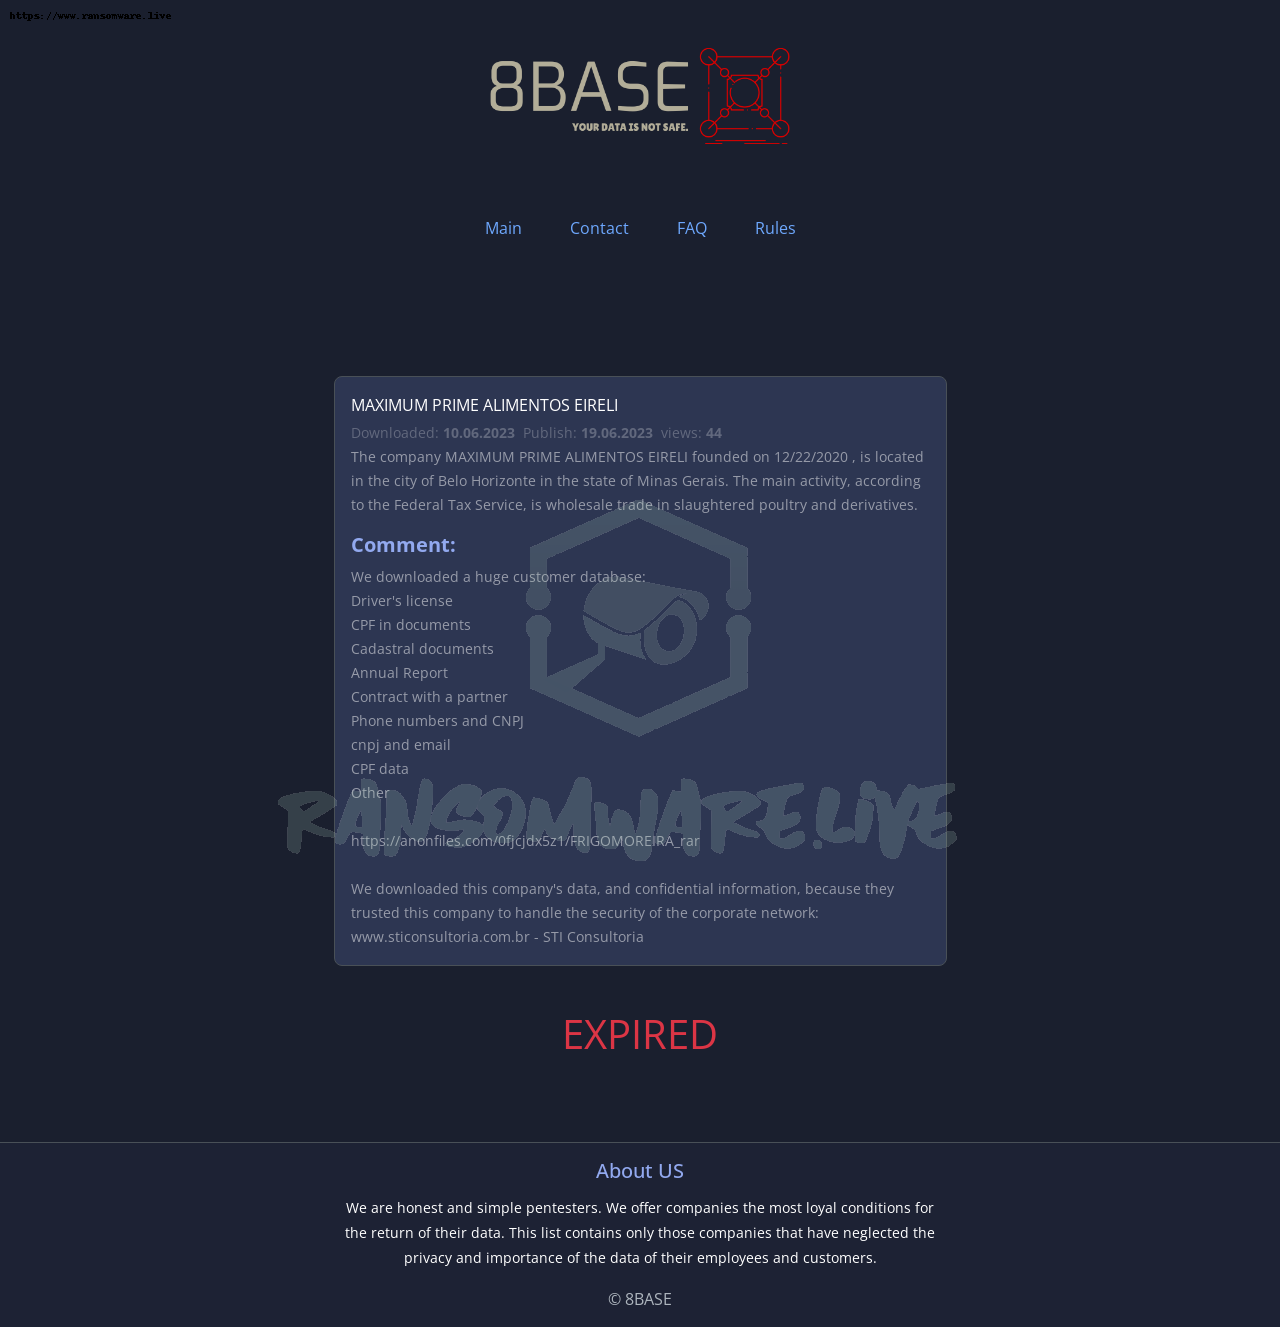 https://www.ransomware.live
8BASE
YOUR DATA IS NOT SAFE.
Main Contact FAQ Rules
MAXIMUM PRIME ALIMENTOS EIRELI
Downloaded: 10.06.2023 Publish: 19.06.2023 views: 44
The company MAXIMUM PRIME ALIMENTOS EIRELI founded on 12/22/2020 , is located
in the city of Belo Horizonte in the state of Minas Gerais. The main activity, according
to the Federal Tax Service, is wholesale trade in slaughtered poultry and derivatives.
Comment:
We downloaded a huge customer database:
Driver's license
CPF in documents
Cadastral documents
Annual Report
Contract with a partner
Phone numbers and CNPJ
cnpj and email
CPF data
Other
RANSOMWARE.LIVE
https://anonfiles.com/0fjcjdx5z1/FRIGOMOREIRA_rar
We downloaded this company's data, and confidential information, because they
trusted this company to handle the security of the corporate network:
www.sticonsultoria.com.br - STI Consultoria
EXPIRED
About US
We are honest and simple pentesters. We offer companies the most loyal conditions for
the return of their data. This list contains only those companies that have neglected the
privacy and importance of the data of their employees and customers.
© 8BASE